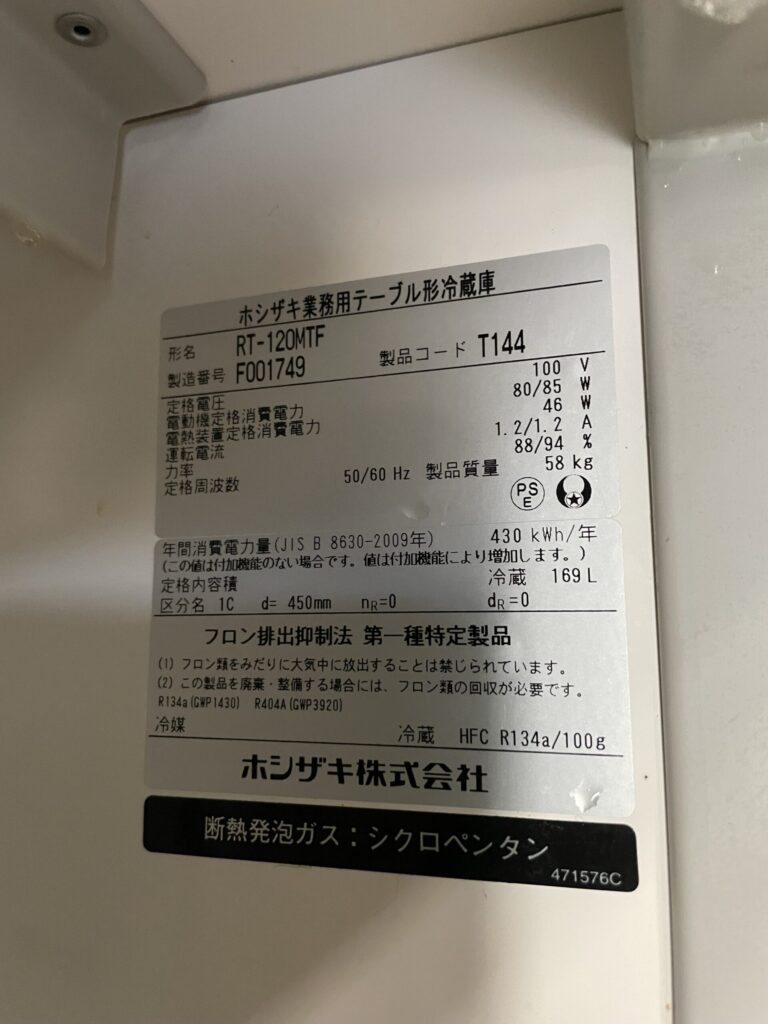 ホシザキ業務用テーブル形冷蔵庫
形名 RT-120MTF
製造番号 F001749 製品コード T144
定格電圧 100 V
電動機定格消費電力 80/85 W
電熱装置定格消費電力 46 W
運転電流 1.2/1.2 A
力率 88/94 %
定格周波数 50/60 Hz 製品質量 58 kg
PS E
年間消費電力量(JIS B 8630-2009年) 430 kWh/年
(この値は付加機能のない場合です。値は付加機能により増加します。)
定格内容積 冷蔵 169L
区分名 1C d= 450mm nR=0 dR=0
フロン排出抑制法 第一種特定製品
(1) フロン類をみだりに大気中に放出することは禁じられています。
(2) この製品を廃棄・整備する場合には、フロン類の回収が必要です。
R134a(GWP1430) R404A(GWP3920)
冷媒 冷蔵 HFC R134a/100g
ホシザキ株式会社
断熱発泡ガス:シクロペンタン
471576C